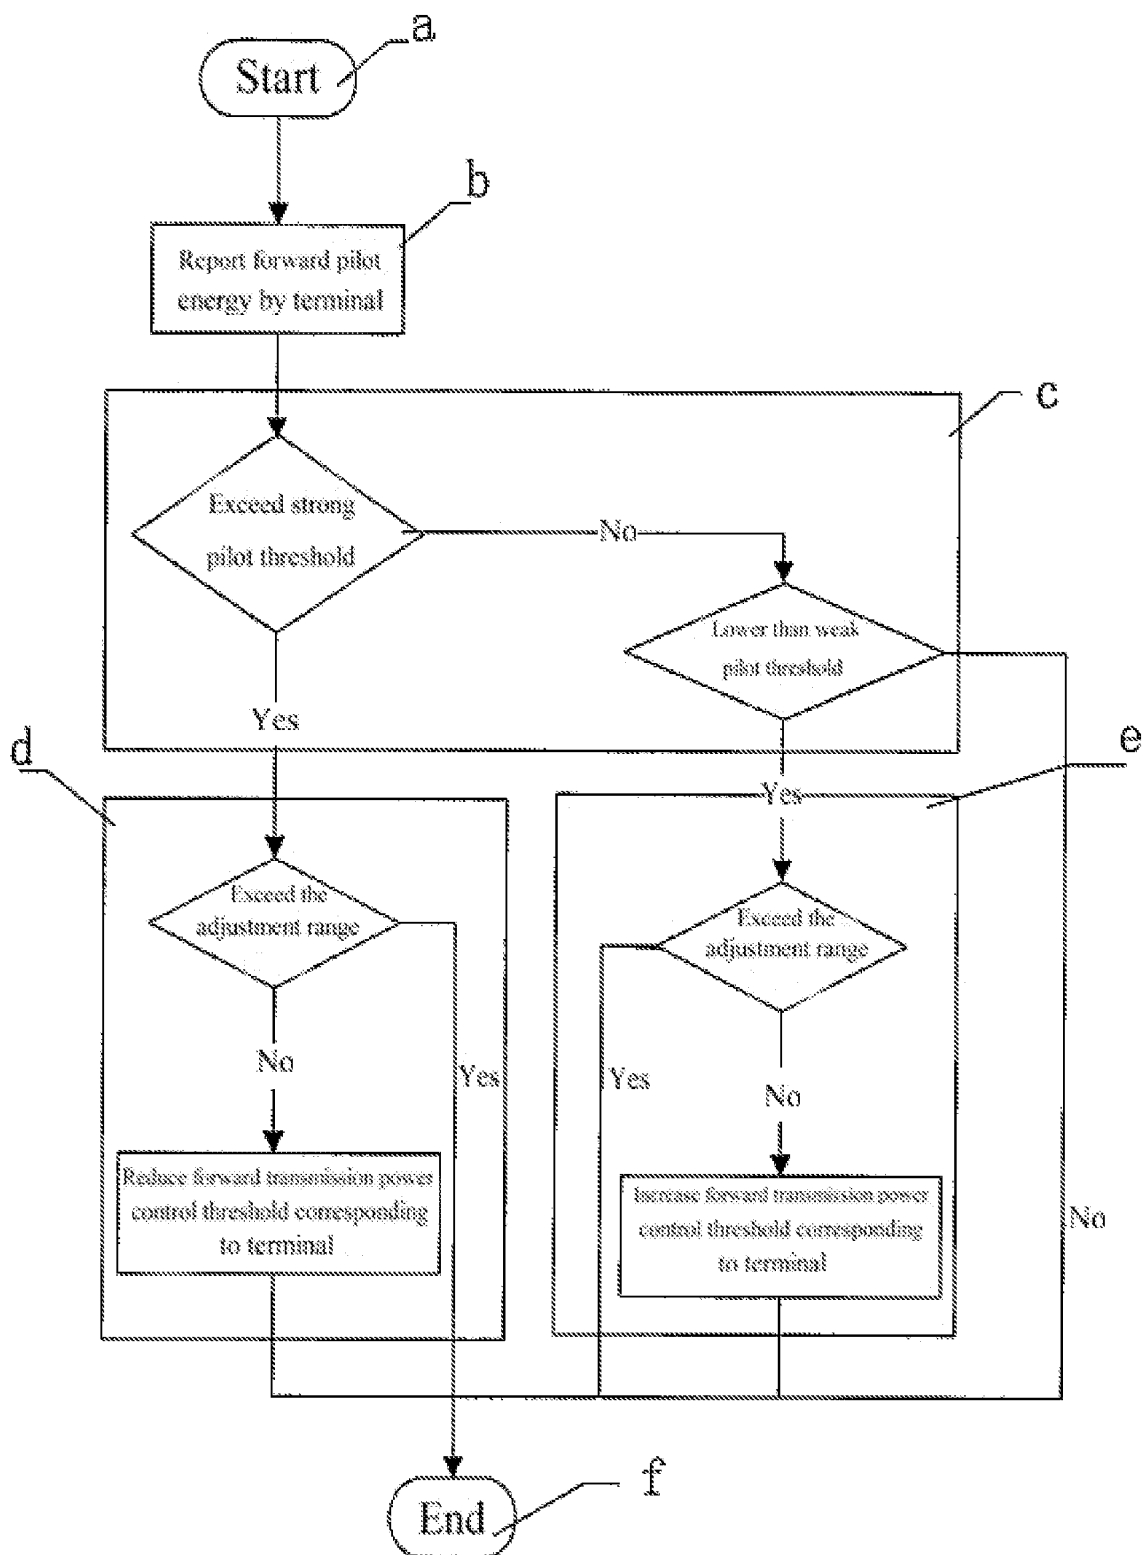 a
Start
b
Report forward pilot
energy by terminal
c
Exceed strong
pilot threshold
No
Lower than weak
pilot threshold
Yes
d
e
Yes
Exceed the
adjustment range
Exceed the
adjustment range
No
Yes
Yes
No
Reduce forward transmission power
control threshold corresponding
to terminal
Increase forward transmission power
control threshold corresponding
to terminal
No
f
End